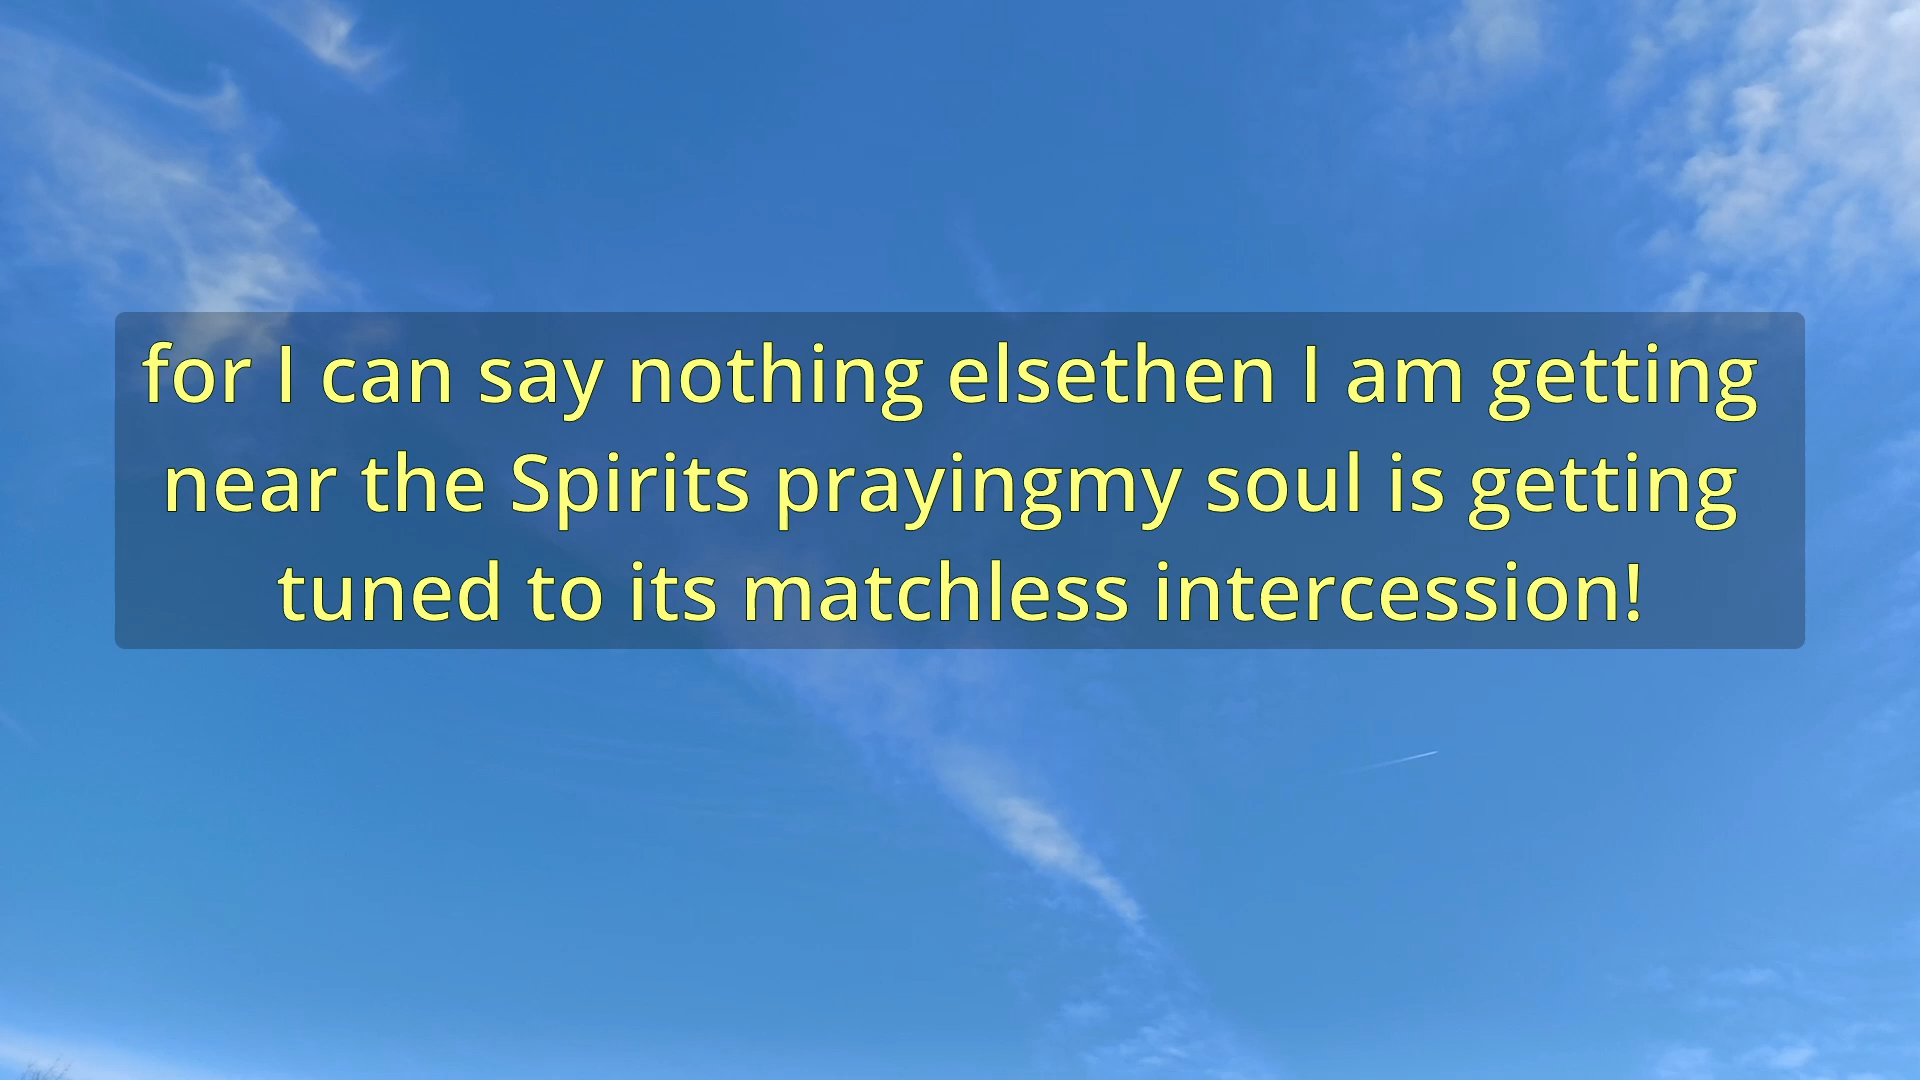 for I can say nothing elsethen I am getting
near the Spirits prayingmy soul is getting
tuned to its matchless intercession!